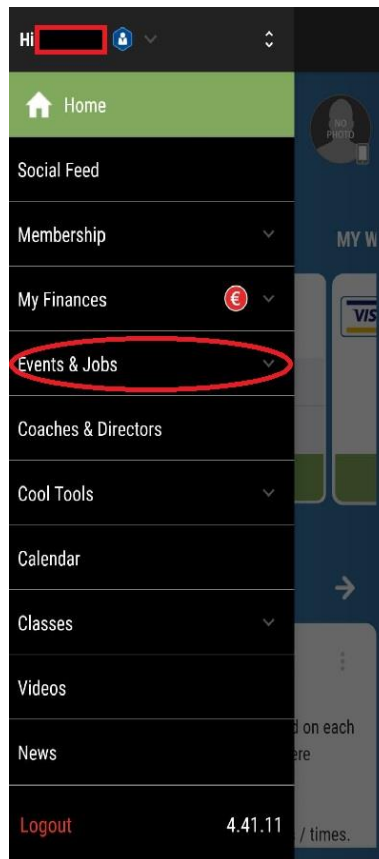 Hi
Home
NO
PHOTO
Social Feed
Membership
MY W
My Finances
€
VIS
Events & Jobs
Coaches & Directors
Cool Tools
Calendar
Classes
Videos
d on each
ere
News
Logout 4.41.11
/ times.